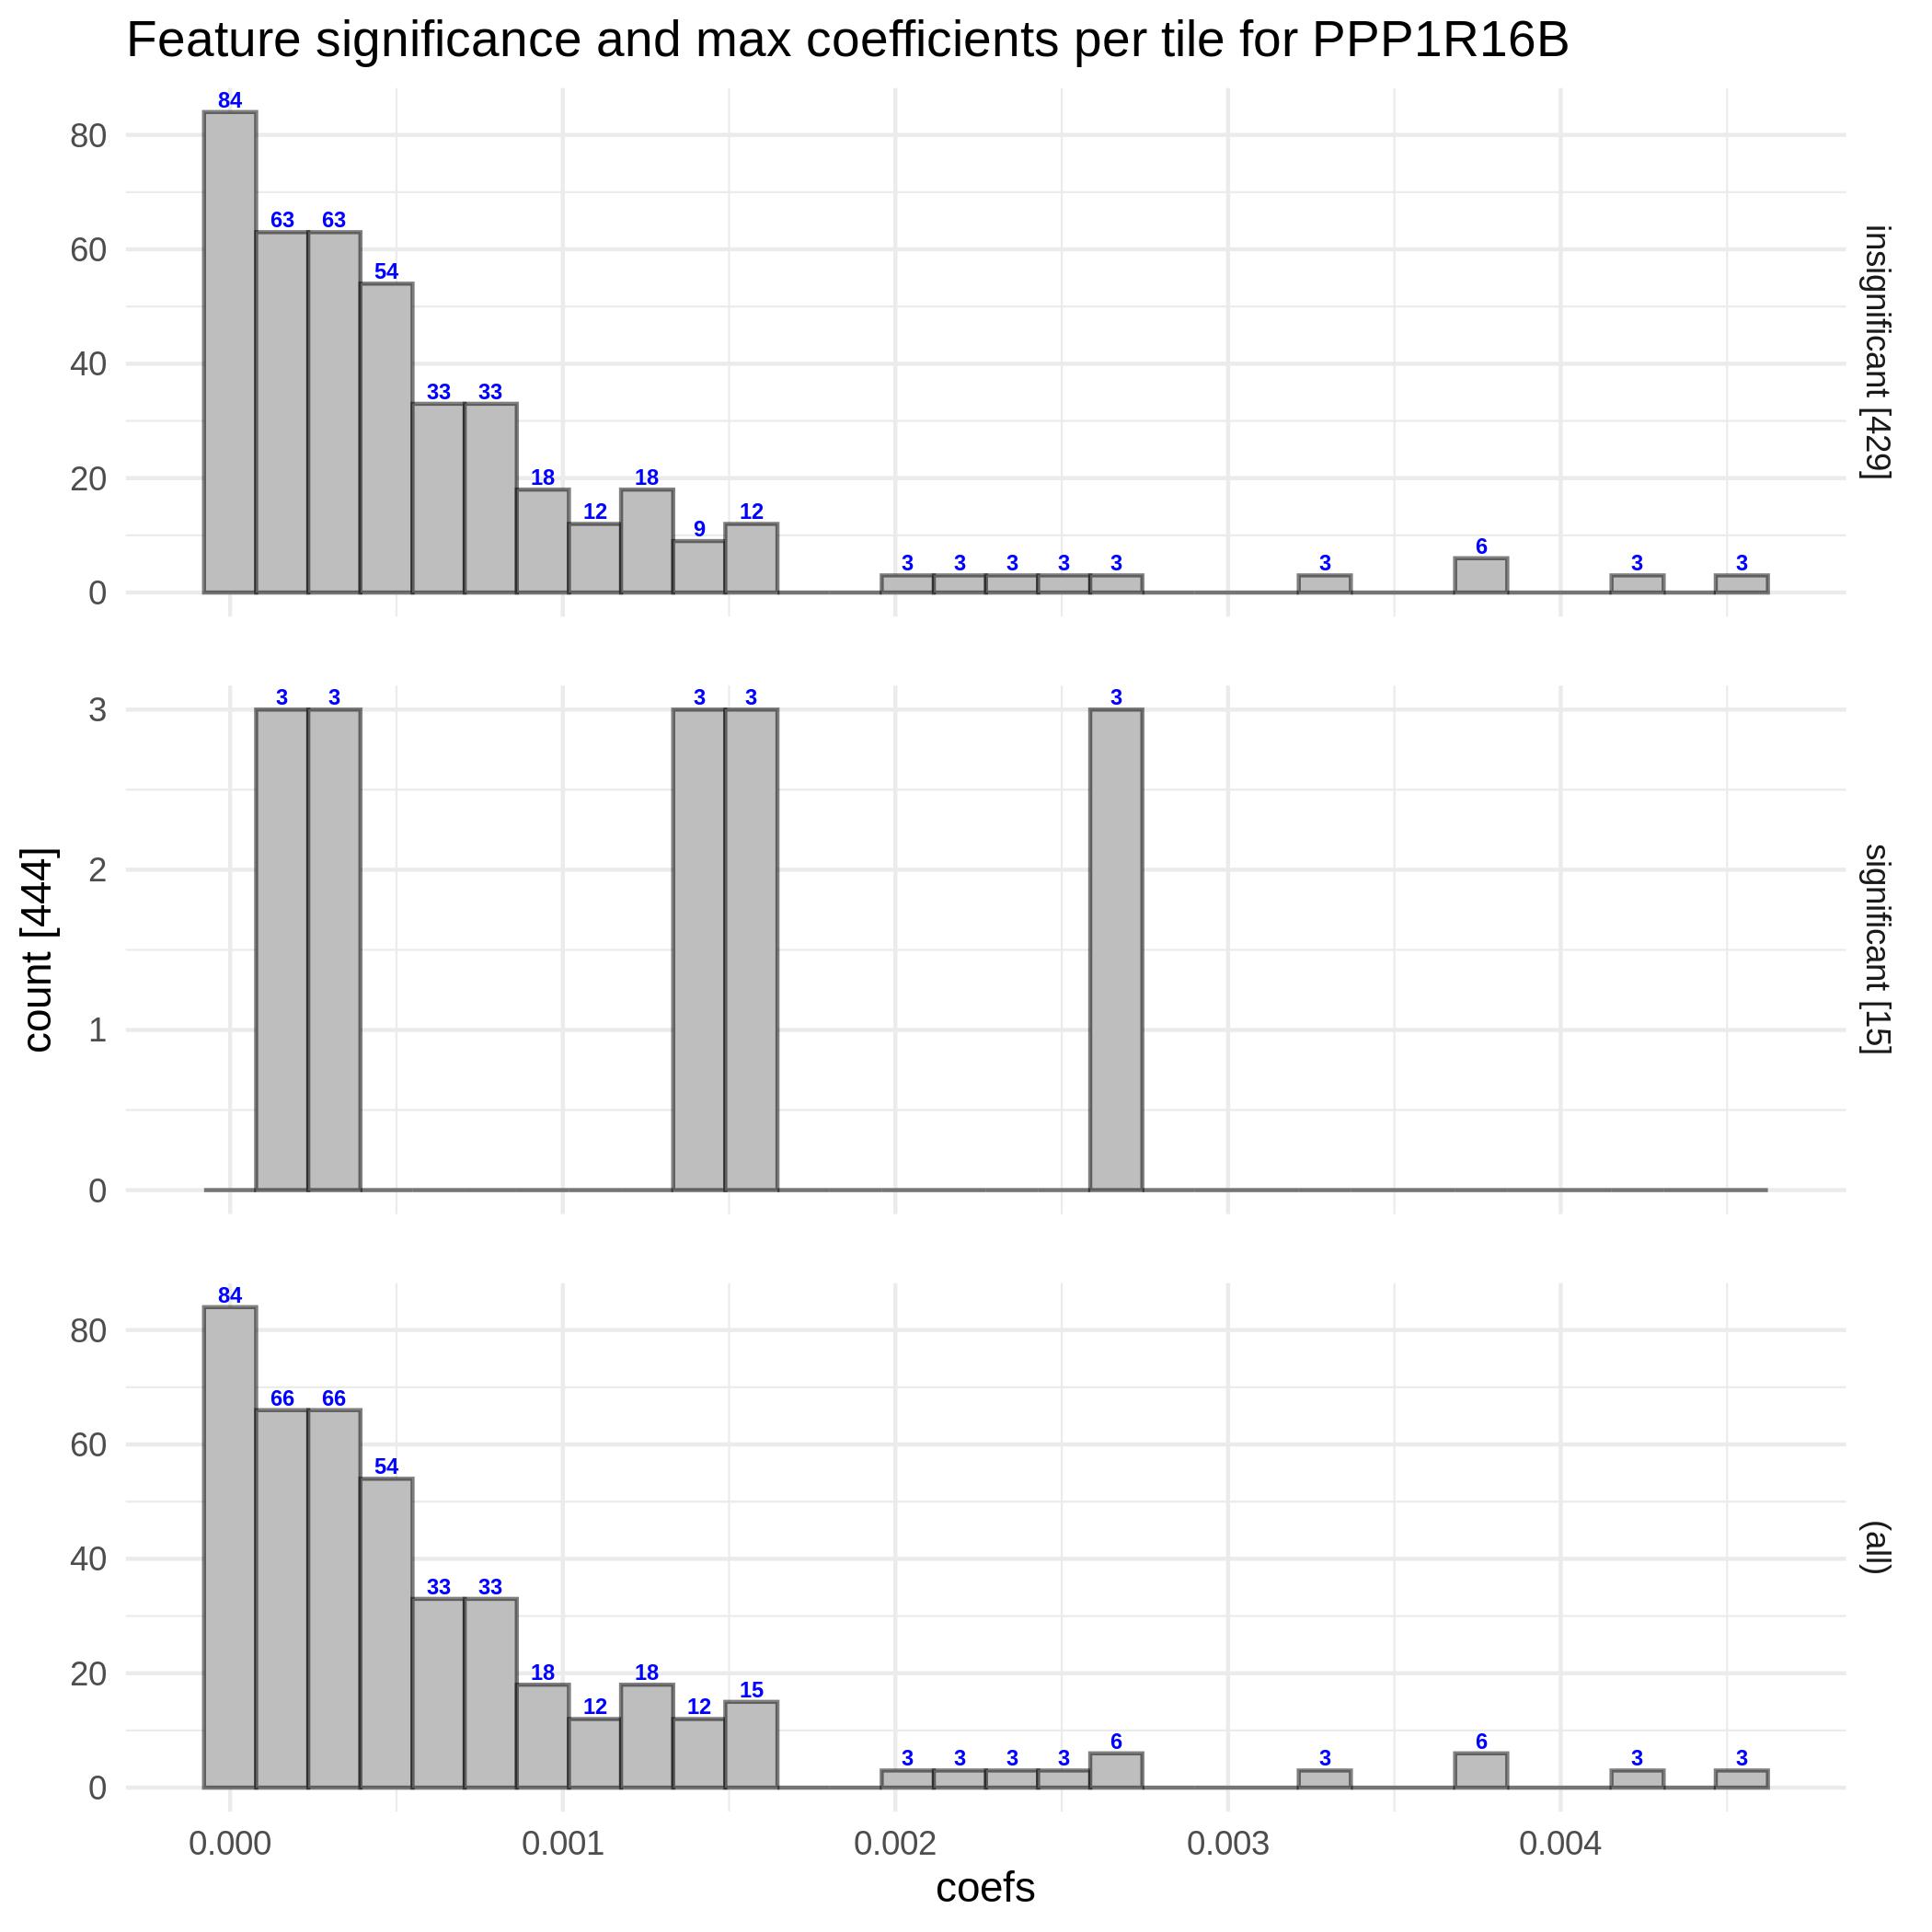 Feature significance and max coefficients per tile for PPP1R16B
84
63 63
54
33 33
18 12 18 9 12
3 3 3 3 3 3 6 3 3
80
60
40
20
0
insignificant [429]
3 3 3 3 3
3
2
1
0
significant [15]
count [444]
84
66 66
54
33 33
18 12 18 12 15
3 3 3 3 6 3 6 3 3
80
60
40
20
0
(all)
0.000 0.001 0.002 0.003 0.004
coefs